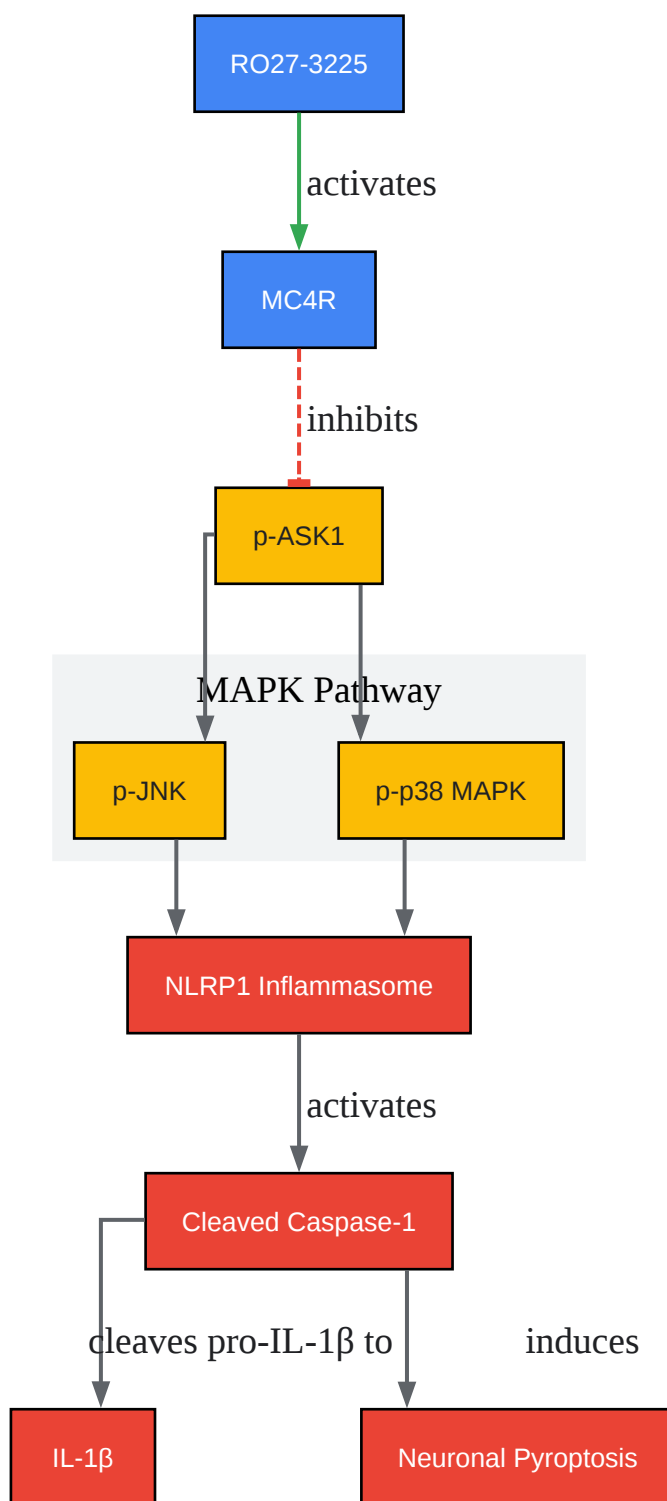 RO27-3225
activates
MC4R
inhibits
p-ASK1
MAPK Pathway
p-JNK
p-p38 MAPK
NLRP1 Inflammasome
activates
Cleaved Caspase-1
cleaves pro-IL-1β to
induces
IL-1β
Neuronal Pyroptosis